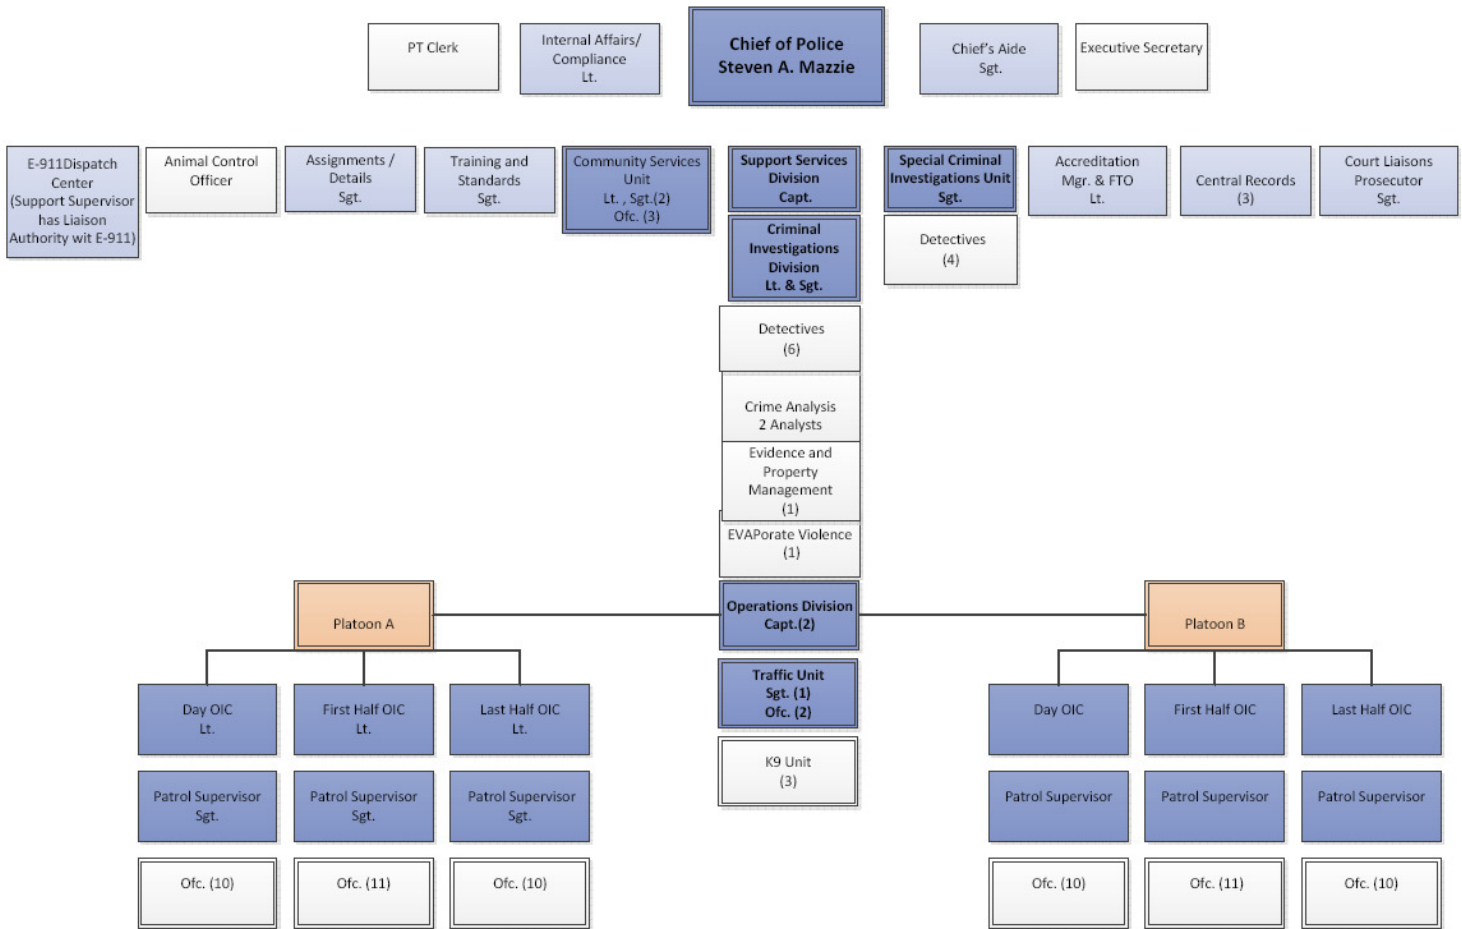 PT Clerk
Internal Affairs/
Compliance
Lt.
Chief of Police
Steven A. Mazzie
Chief's Aide
Sgt.
Executive Secretary
E-911Dispatch
Center
(Support Supervisor
has Liaison
Authority wit E-911)
Animal Control
Officer
Assignments /
Details
Sgt.
Training and
Standards
Sgt.
Community Services
Unit
Lt. , Sgt.(2)
Ofc. (3)
Support Services
Division
Capt.
Special Criminal
Investigations Unit
Sgt.
Accreditation
Mgr. & FTO
Lt.
Central Records
(3)
Court Liaisons
Prosecutor
Sgt.
Criminal
Investigations
Division
Lt. & Sgt.
Detectives
(4)
Detectives
(6)
Crime Analysis
2 Analysts
Evidence and
Property
Management
(1)
EVAPorate Violence
(1)
Platoon A
Operations Division
Capt.(2)
Platoon B
Traffic Unit
Sgt. (1)
Ofc. (2)
K9 Unit
(3)
Day OIC
Lt.
First Half OIC
Lt.
Last Half OIC
Lt.
Day OIC
First Half OIC
Last Half OIC
Patrol Supervisor
Sgt.
Patrol Supervisor
Sgt.
Patrol Supervisor
Sgt.
Patrol Supervisor
Patrol Supervisor
Patrol Supervisor
Ofc. (10)
Ofc. (11)
Ofc. (10)
Ofc. (10)
Ofc. (11)
Ofc. (10)